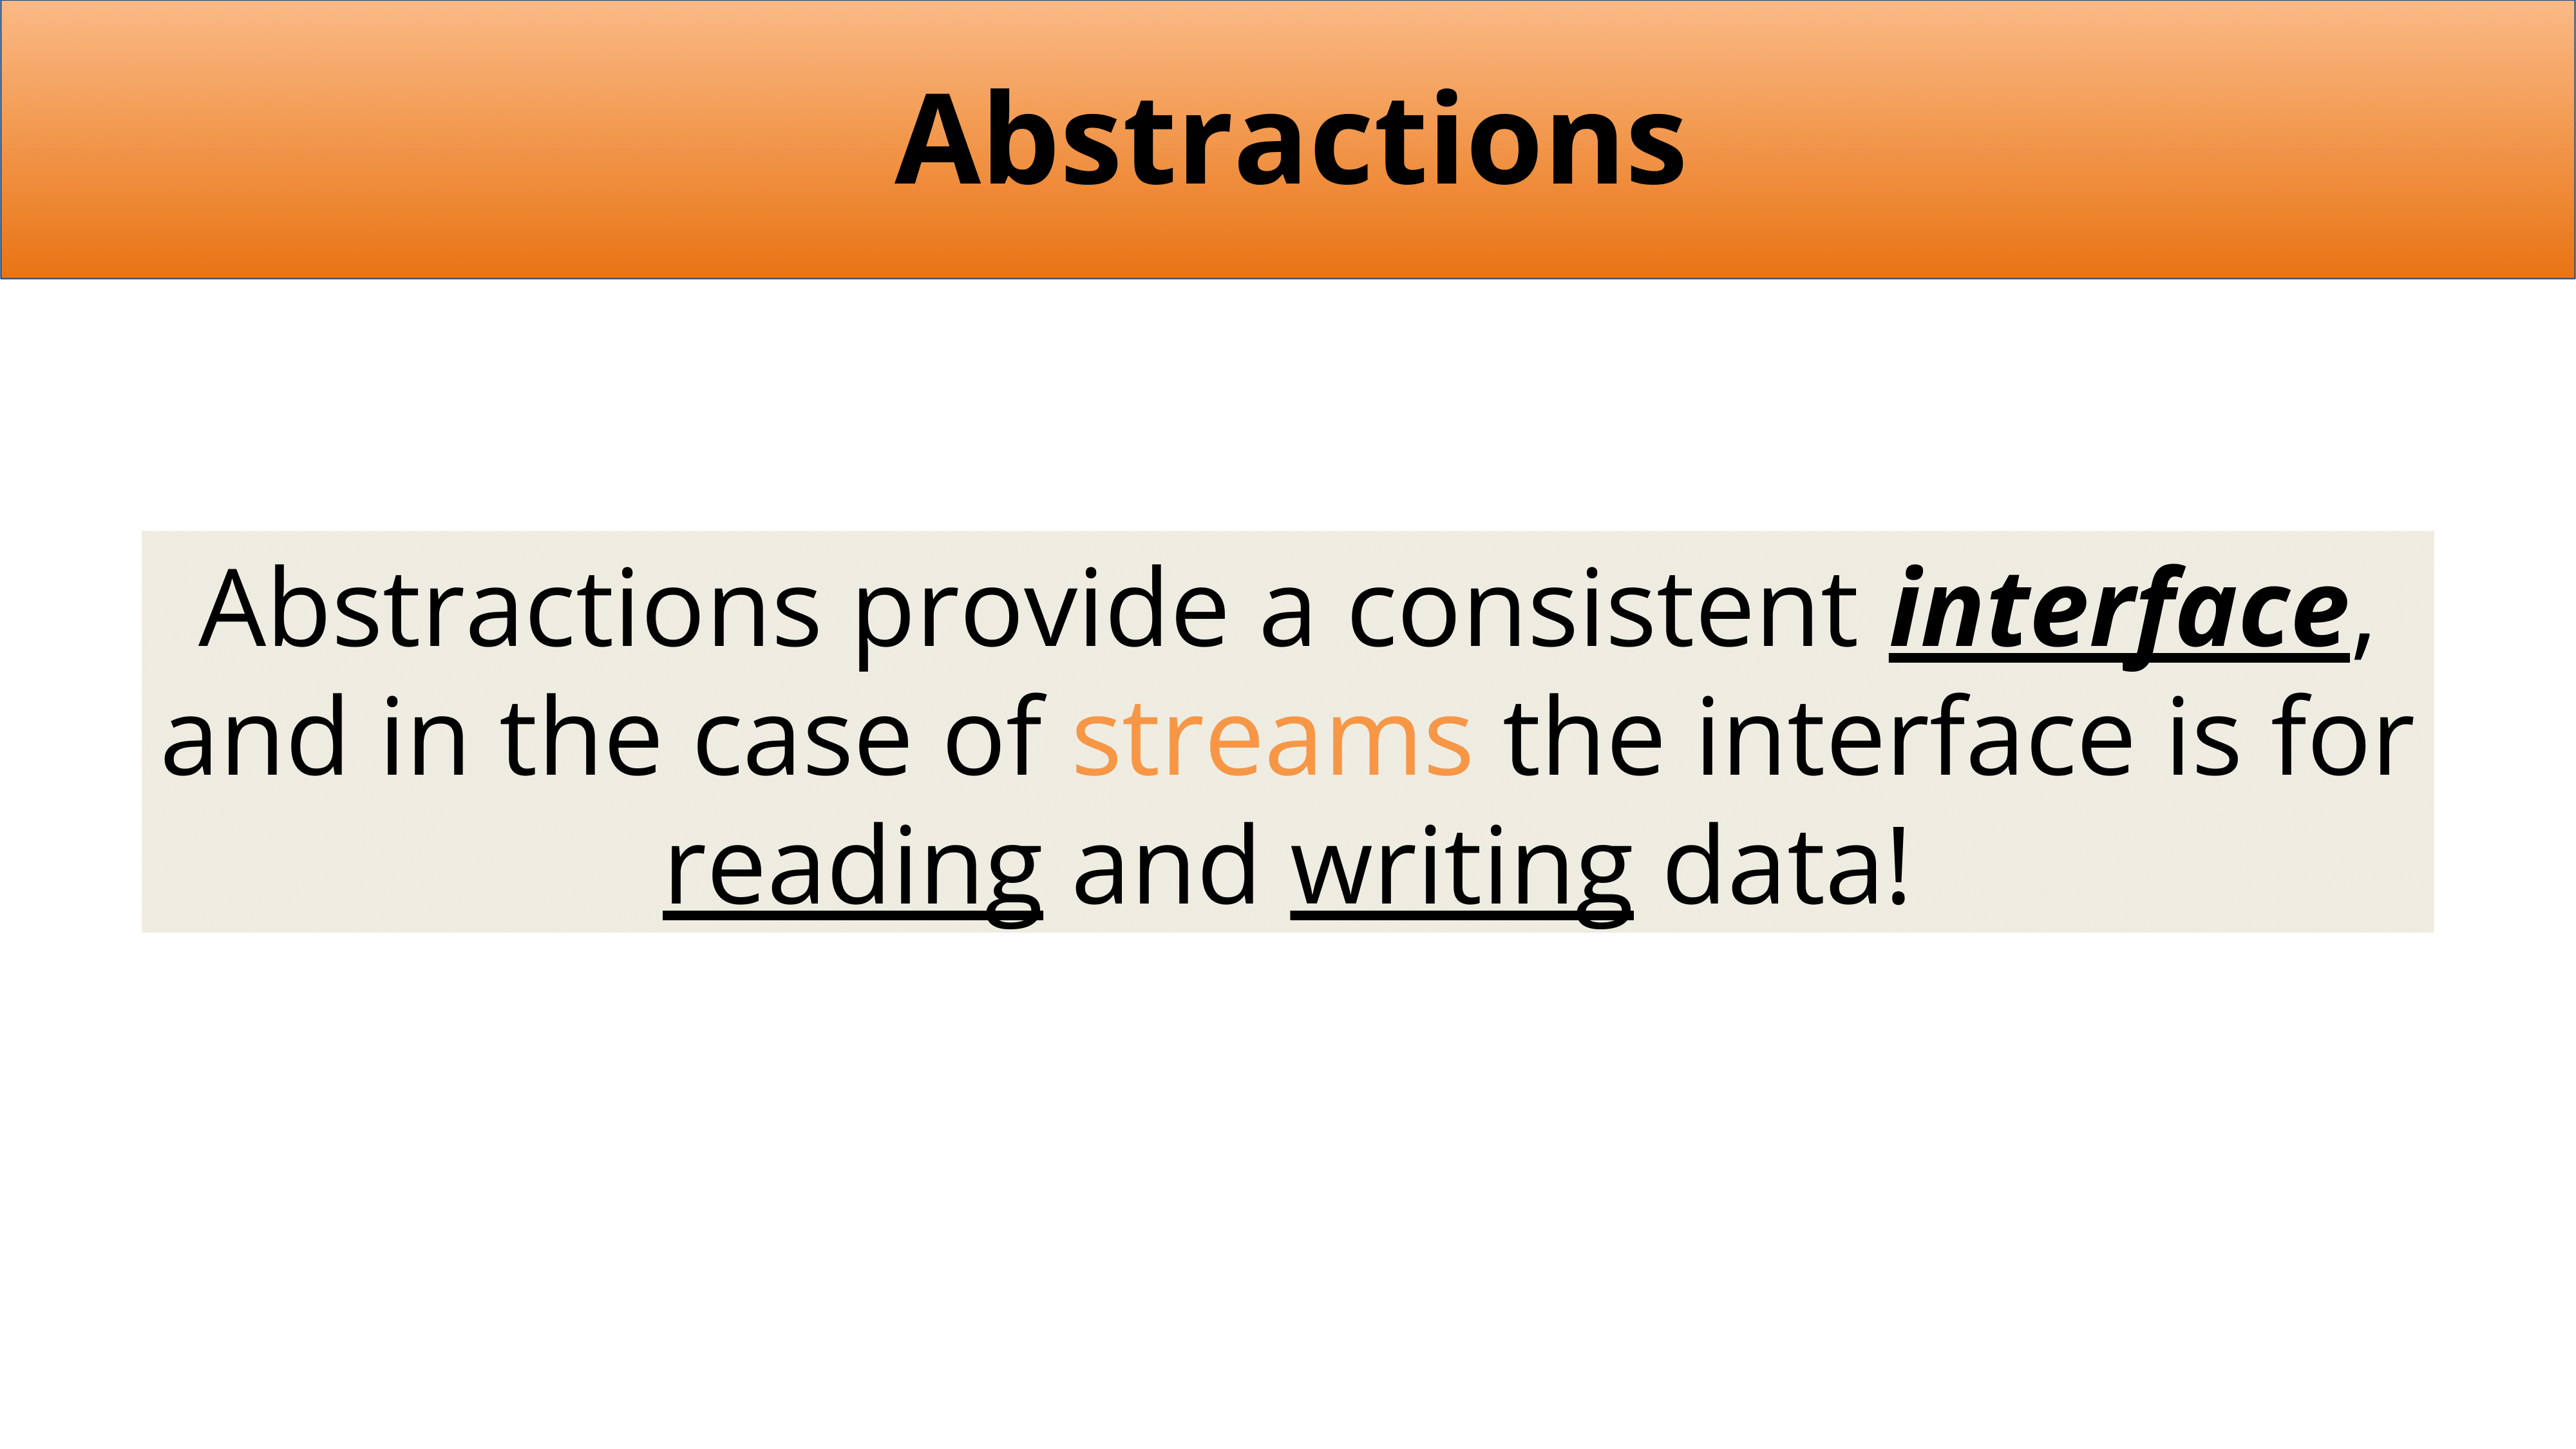 Abstractions
Abstractions provide a consistent interface,
and in the case of streams the interface is for
reading and writing data!